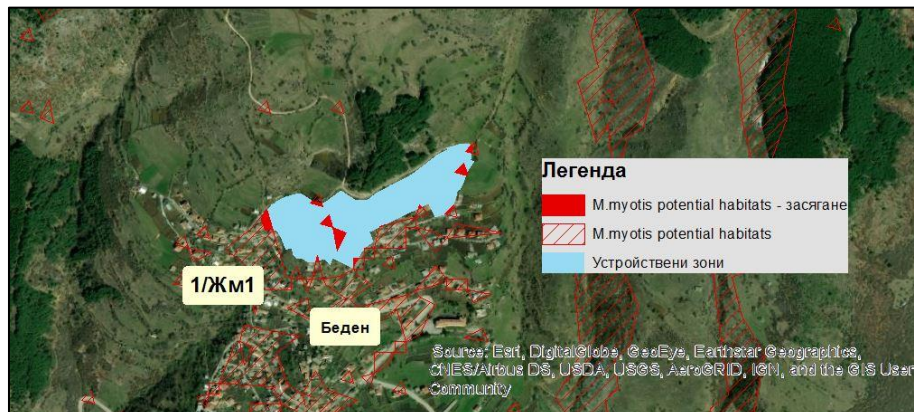 Легенда
M.myotis potential habitats - засягане
M.myotis potential habitats
Устройствени зони
1/Жм1
Беден
Source: Esri, DigitalGlobe, GeoEye, Earthstar Geographics,
CNES/Airbus DS, USDA, USGS, AeroGRID, IGN, and the GIS User
Community